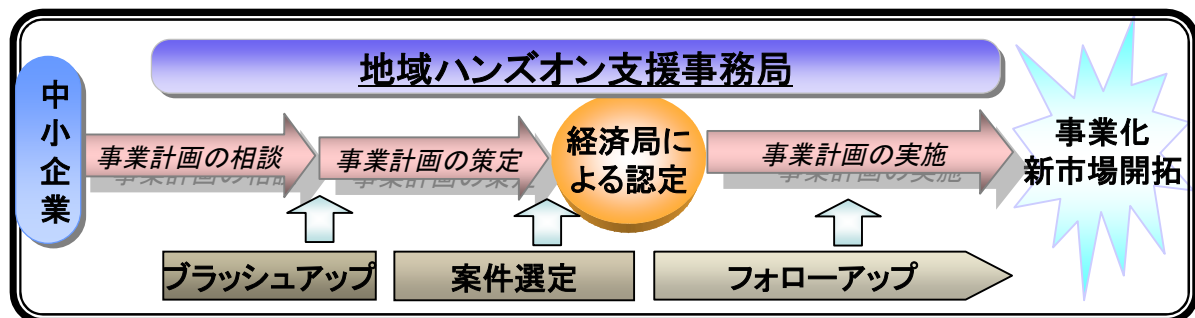 地域ハンズオン支援事務局
中小企業
事業計画の相談
事業計画の策定
経済局に
よる認定
事業計画の実施
事業化
新市場開拓
ブラッシュアップ
案件選定
フォローアップ